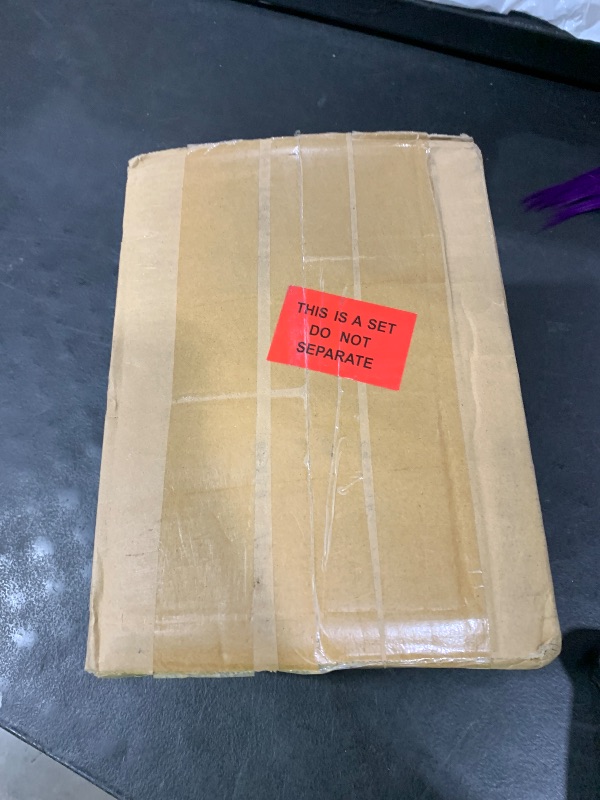 THIS IS A SET
DO NOT
SEPARATE